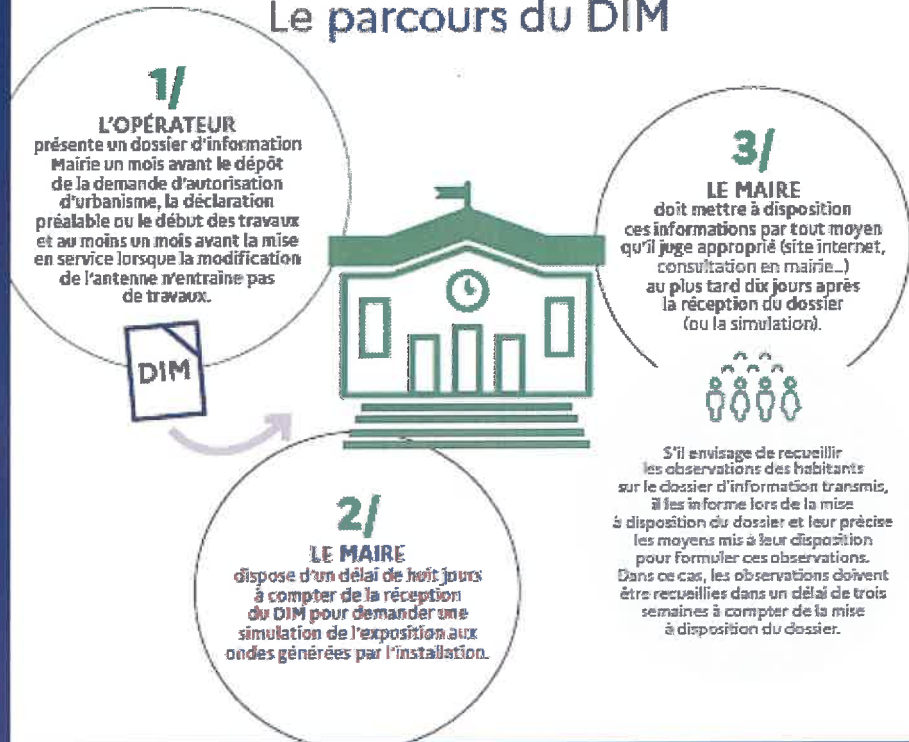 Le parcours du DIM
1/
L'OPÉRATEUR
présente un dossier d'information
Mairie un mois avant le dépôt
de la demande d'autorisation
d'urbanisme, la déclaration
préalable ou le début des travaux
et au moins un mois avant la mise
en service lorsque la modification
de l'antenne n'entraîne pas
de travaux.
DIM
2/
LE MAIRE
dispose d'un délai de huit jours
à compter de la réception
du DIM pour demander une
simulation de l'exposition aux
ondes générées par l'installation.
3/
LE MAIRE
doit mettre à disposition
ces informations par tout moyen
qu'il juge approprié (site internet,
consultation en mairie...)
au plus tard dix jours après
la réception du dossier
(ou la simulation).
S'il envisage de recueillir
les observations des habitants
sur le dossier d'information transmis,
il les informe lors de la mise
à disposition du dossier et leur précise
les moyens mis à leur disposition
pour formuler ces observations.
Dans ce cas, les observations doivent
être recueillies dans un délai de trois
semaines à compter de la mise
à disposition du dossier.